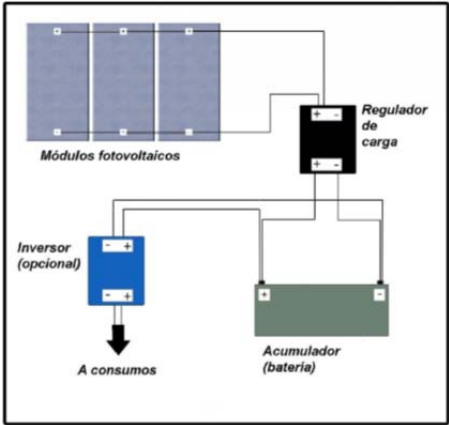 Módulos fotovoltaicos
Regulador
de
carga
+ -
+ -
Inversor
(opcional)
- +
- +
A consumos
+ -
Acumulador
(batería)